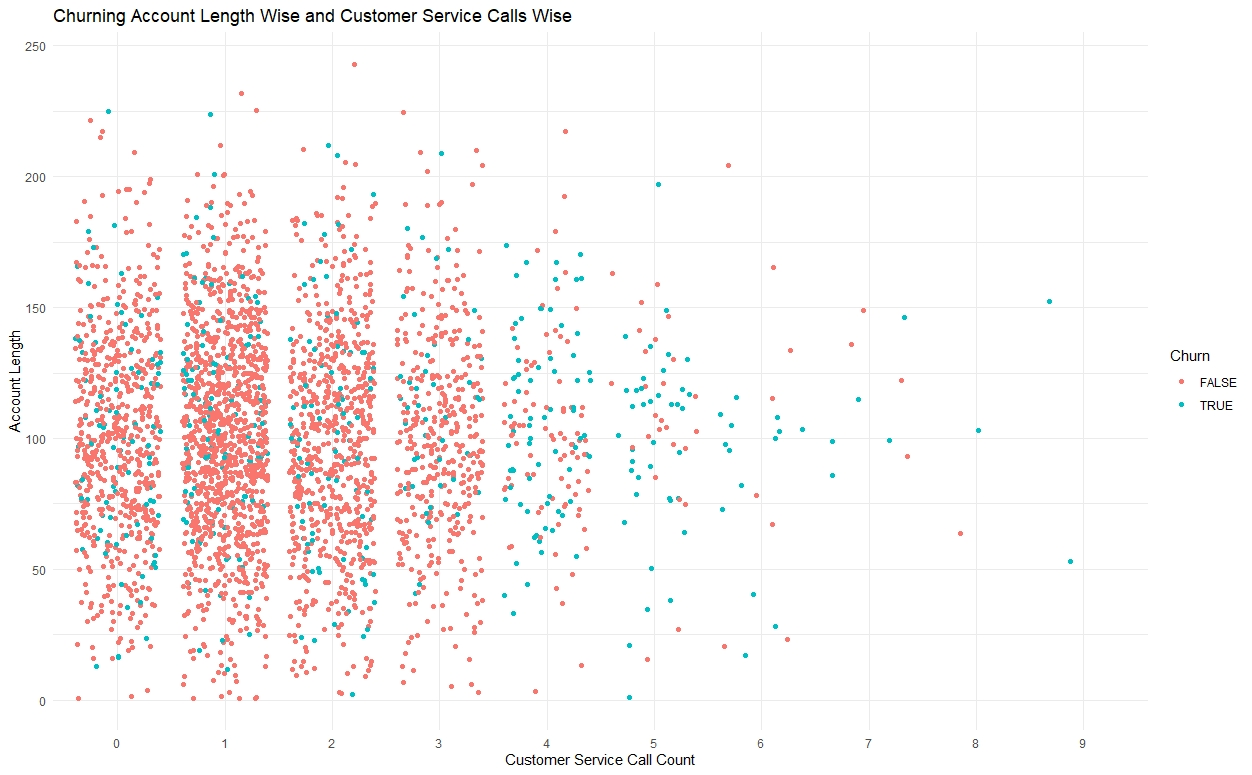 Churning Account Length Wise and Customer Service Calls Wise
250
200
150
100
50
0
Account Length
0 1 2 3 4 5 6 7 8 9
Customer Service Call Count
Churn
FALSE
TRUE